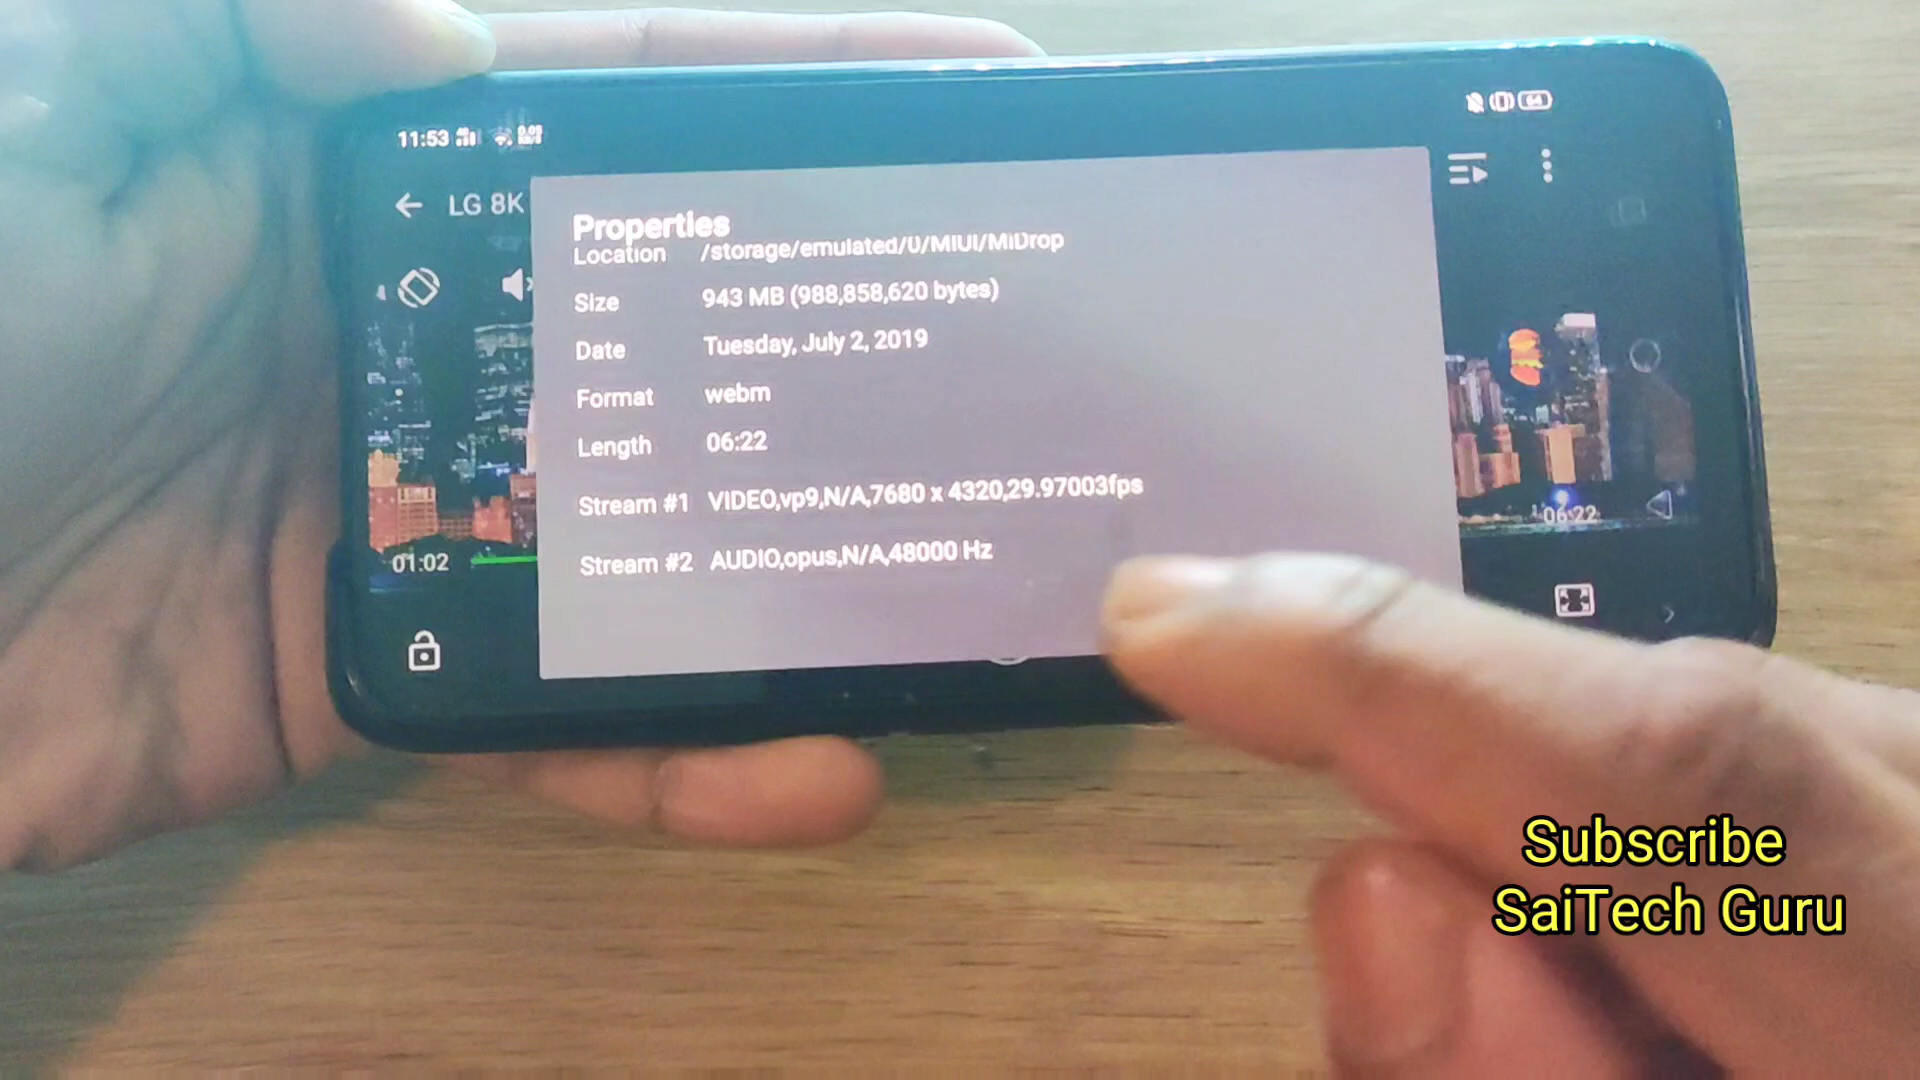 11:53
64
LG 8K
Properties
Location /storage/emulated/0/MIUI/MiDrop
Size 943 MB (988,858,620 bytes)
Date Tuesday, July 2, 2019
Format webm
Length 06:22
Stream #1 VIDEO,vp9,N/A,7680 x 4320,29.97003fps
Stream #2 AUDIO,opus,N/A,48000 Hz
01:02
06:22
Subscribe
SaiTech Guru